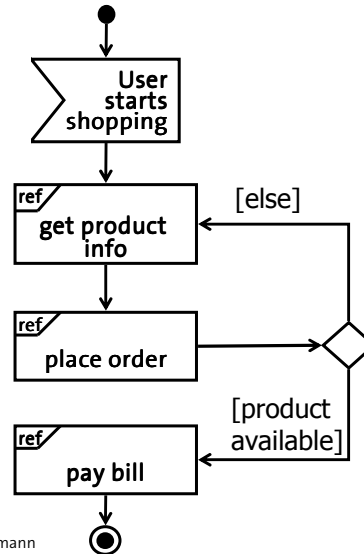 User
starts
shopping
ref
get product
info
[else]
ref
place order
[product
available]
ref
pay bill
mann